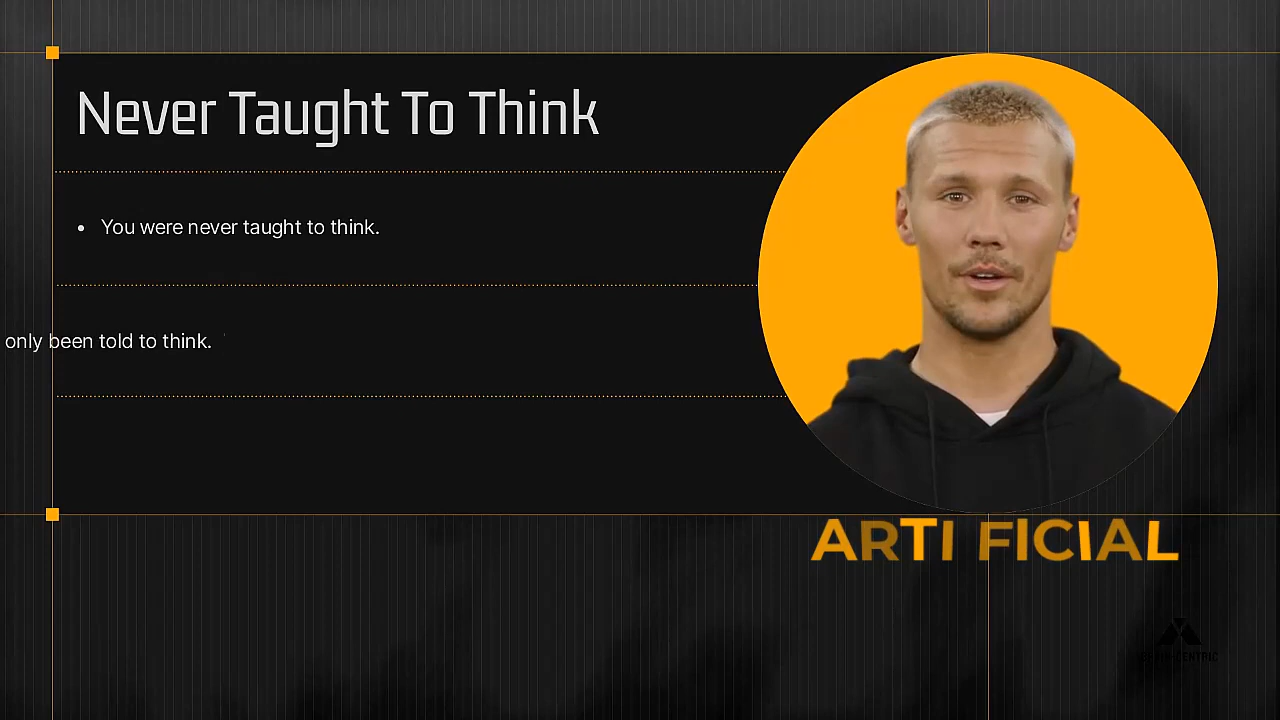 Never Taught To Think
• You were never taught to think.
only been told to think.
ARTI FICIAL